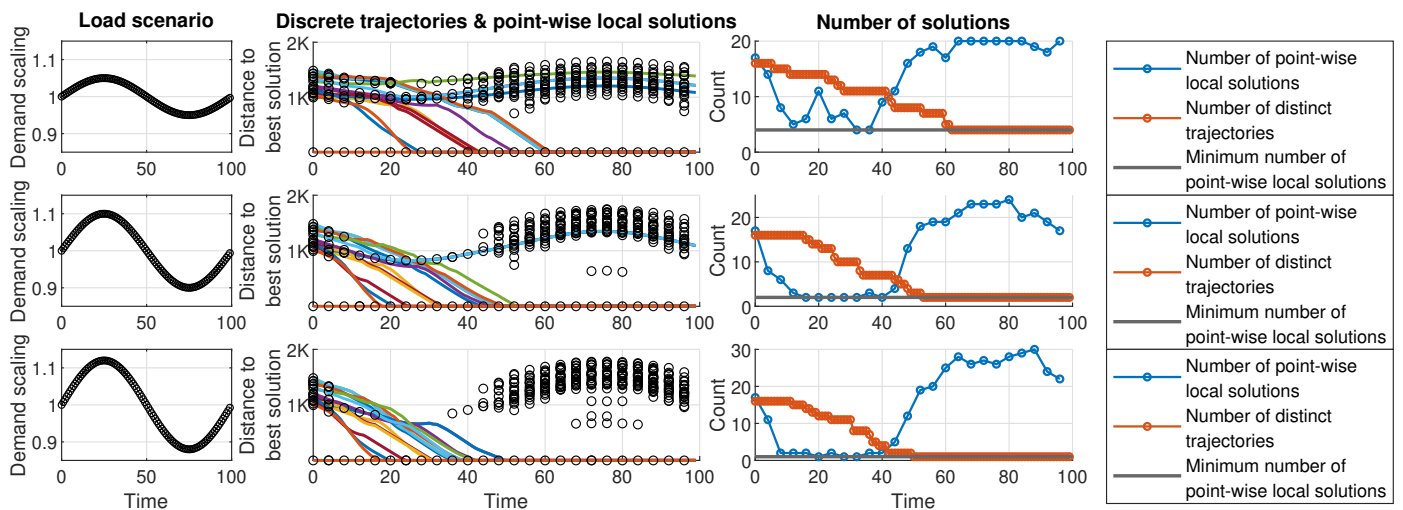 Load scenario
Discrete trajectories & point-wise local solutions
Number of solutions
Demand scaling
1.1
1
0.9
0 50 100
Distance to
best solution
2K
1K
0 20 40 60 80 100
Count
20
10
0
0 20 40 60 80 100
Number of point-wise
local solutions
Number of distinct
trajectories
Minimum number of
point-wise local solutions
Demand scaling
1.1
1
0.9
0 50 100
Distance to
best solution
2K
1K
0 20 40 60 80 100
Count
20
10
0
0 20 40 60 80 100
Number of point-wise
local solutions
Number of distinct
trajectories
Minimum number of
point-wise local solutions
Demand scaling
1.1
1
0.9
0 50 100
Time
Distance to
best solution
2K
1K
0 20 40 60 80 100
Time
Count
30
20
10
0
0 20 40 60 80 100
Time
Number of point-wise
local solutions
Number of distinct
trajectories
Minimum number of
point-wise local solutions